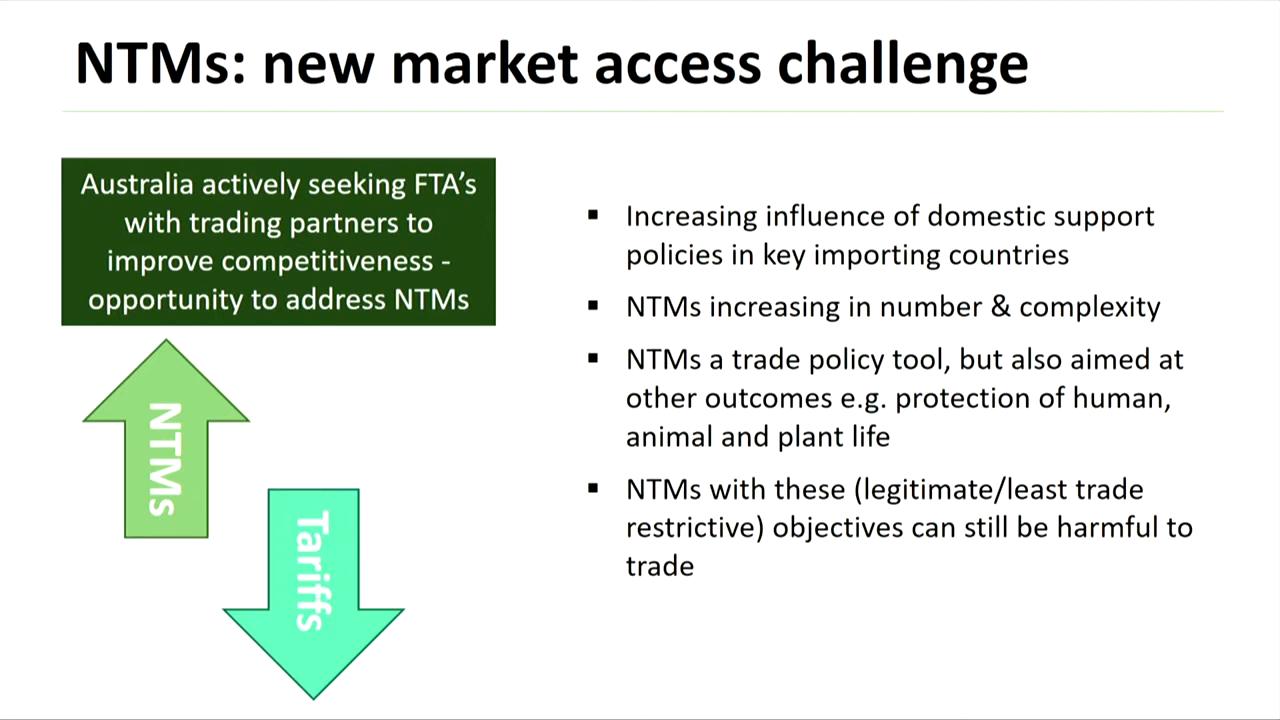 NTMs: new market access challenge
Australia actively seeking FTA’s
with trading partners to
improve competitiveness -
opportunity to address NTMs
NTMs
Tariffs
▪ Increasing influence of domestic support
policies in key importing countries
▪ NTMs increasing in number & complexity
▪ NTMs a trade policy tool, but also aimed at
other outcomes e.g. protection of human,
animal and plant life
▪ NTMs with these (legitimate/least trade
restrictive) objectives can still be harmful to
trade